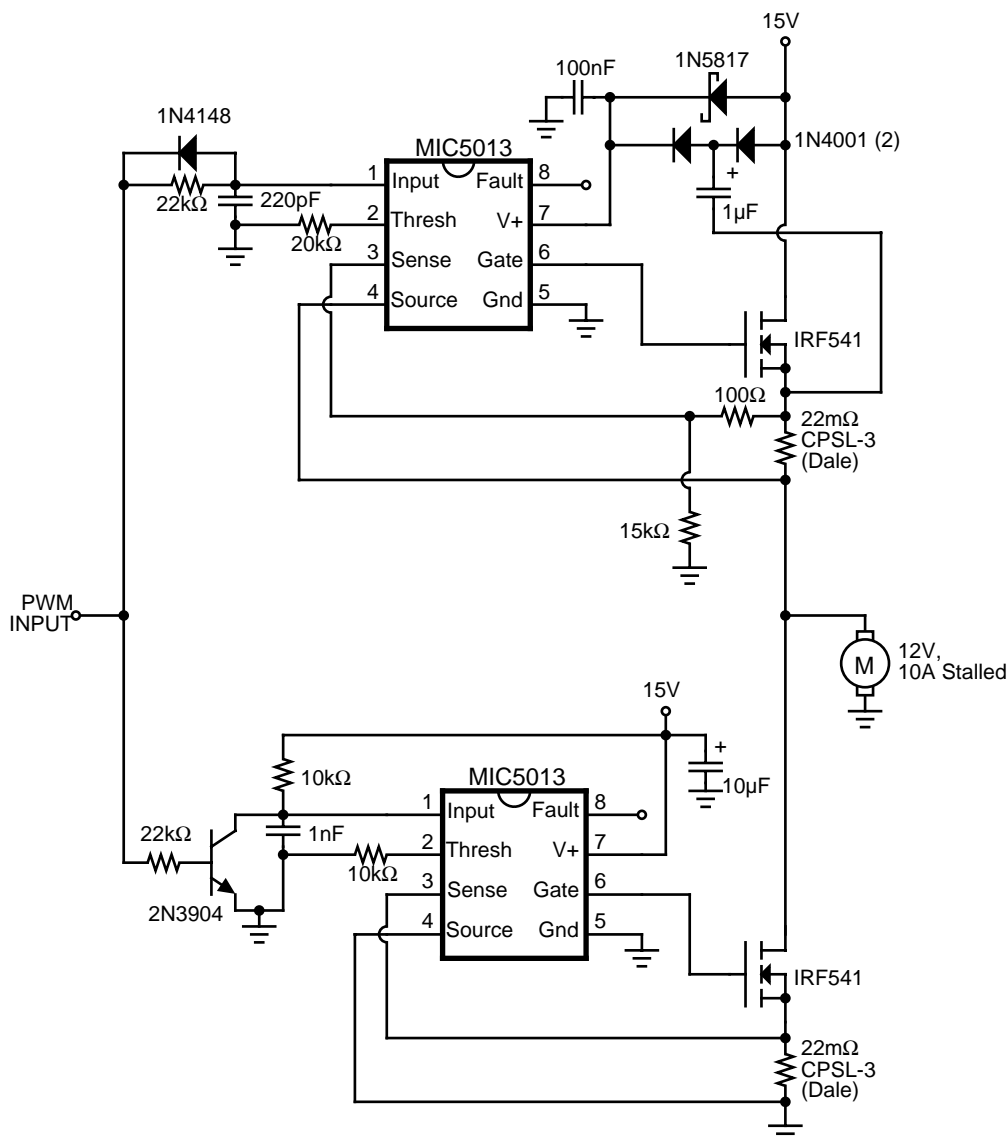 15V
100nF
1N5817
1N4148
1N4001 (2)
MIC5013
1 Input Fault 8
22kΩ
220pF
+
1µF
2 Thresh V+ 7
20kΩ
3 Sense Gate 6
4 Source Gnd 5
IRF541
100Ω
22mΩ
CPSL-3
(Dale)
15kΩ
PWM
INPUT
M
12V,
10A Stalled
15V
+
10kΩ
MIC5013
10µF
1 Input Fault 8
1nF
22kΩ
2 Thresh V+ 7
10kΩ
3 Sense Gate 6
2N3904
4 Source Gnd 5
IRF541
22mΩ
CPSL-3
(Dale)